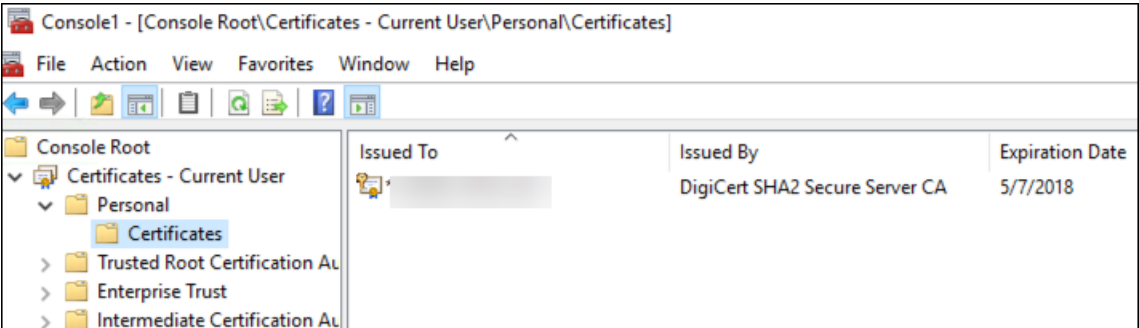 Console1 - [Console Root\Certificates - Current User\Personal\Certificates]
File Action View Favorites Window Help
Console Root
Certificates - Current User
Personal
Certificates
Trusted Root Certification Au
Enterprise Trust
Intermediate Certification Au
Issued To Issued By Expiration Date
* DigiCert SHA2 Secure Server CA 5/7/2018